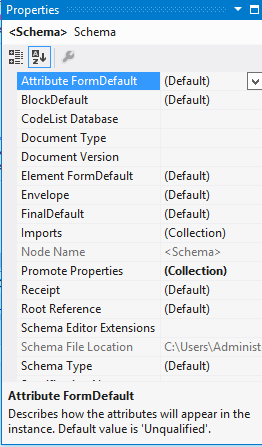 Properties
<Schema> Schema
Attribute FormDefault (Default)
BlockDefault (Default)
CodeList Database
Document Type
Document Version
Element FormDefault (Default)
Envelope (Default)
FinalDefault (Default)
Imports (Collection)
Node Name <Schema>
Promote Properties (Collection)
Receipt (Default)
Root Reference (Default)
Schema Editor Extensions
Schema File Location C:\Users\Administ
Schema Type (Default)
Attribute FormDefault
Describes how the attributes will appear in the
instance. Default value is 'Unqualified'.